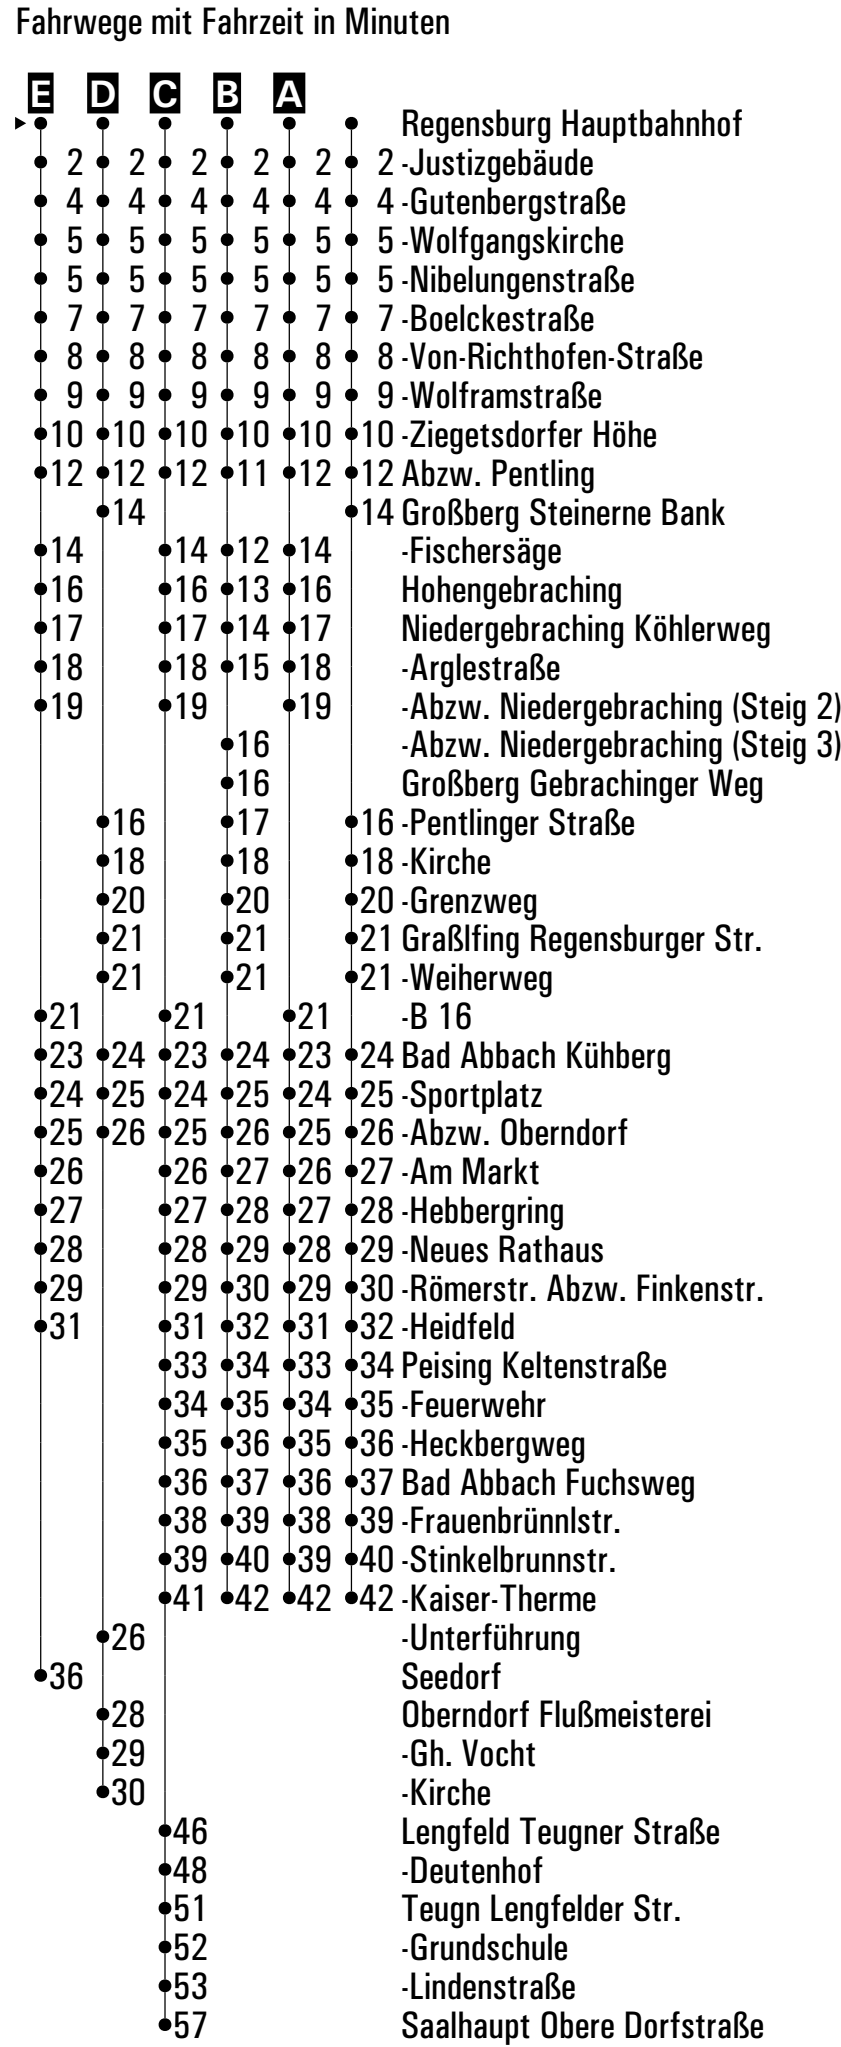 Fahrwege mit Fahrzeit in Minuten
E D C B A
Regensburg Hauptbahnhof
2 2 2 2 2 2 -Justizgebäude
4 4 4 4 4 4 -Gutenbergstraße
5 5 5 5 5 5 -Wolfgangskirche
5 5 5 5 5 5 -Nibelungenstraße
7 7 7 7 7 7 -Boelckestraße
8 8 8 8 8 8 -Von-Richthofen-Straße
9 9 9 9 9 9 -Wolframstraße
10 10 10 10 10 10 -Ziegetsdorfer Höhe
12 12 12 11 12 12 Abzw. Pentling
14 14 Großberg Steinerne Bank
14 14 12 14 -Fischersäge
16 16 13 16 Hohengebraching
17 17 14 17 Niedergebraching Köhlerweg
18 18 15 18 -Arglestraße
19 19 19 -Abzw. Niedergebraching (Steig 2)
16 -Abzw. Niedergebraching (Steig 3)
16 Großberg Gebrachinger Weg
16 17 16 -Pentlinger Straße
18 18 18 -Kirche
20 20 20 -Grenzweg
21 21 21 Graßlfing Regensburger Str.
21 21 21 -Weiherweg
21 21 21 -B 16
23 24 23 24 23 24 Bad Abbach Kühberg
24 25 24 25 24 25 -Sportplatz
25 26 25 26 25 26 -Abzw. Oberndorf
26 26 27 26 27 -Am Markt
27 27 28 27 28 -Hebbergring
28 28 29 28 29 -Neues Rathaus
29 29 30 29 30 -Römerstr. Abzw. Finkenstr.
31 31 32 31 32 -Heidfeld
33 34 33 34 Peising Keltenstraße
34 35 34 35 -Feuerwehr
35 36 35 36 -Heckbergweg
36 37 36 37 Bad Abbach Fuchsweg
38 39 38 39 -Frauenbrünnlstr.
39 40 39 40 -Stinkelbrunnstr.
41 42 42 42 -Kaiser-Therme
26 -Unterführung
36 Seedorf
28 Oberndorf Flußmeisterei
29 -Gh. Vocht
30 -Kirche
46 Lengfeld Teugner Straße
48 -Deutenhof
51 Teugn Lengfelder Str.
52 -Grundschule
53 -Lindenstraße
57 Saalhaupt Obere Dorfstraße